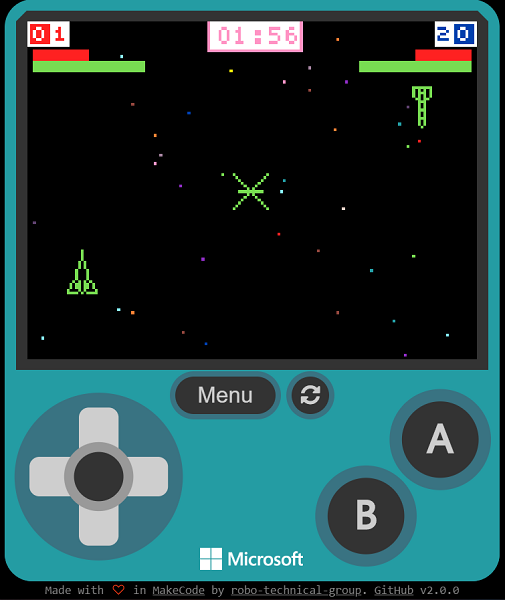 01 01:56 20
Menu
A
B
Microsoft
Made with in MakeCode by robo-technical-group. GitHub v2.0.0